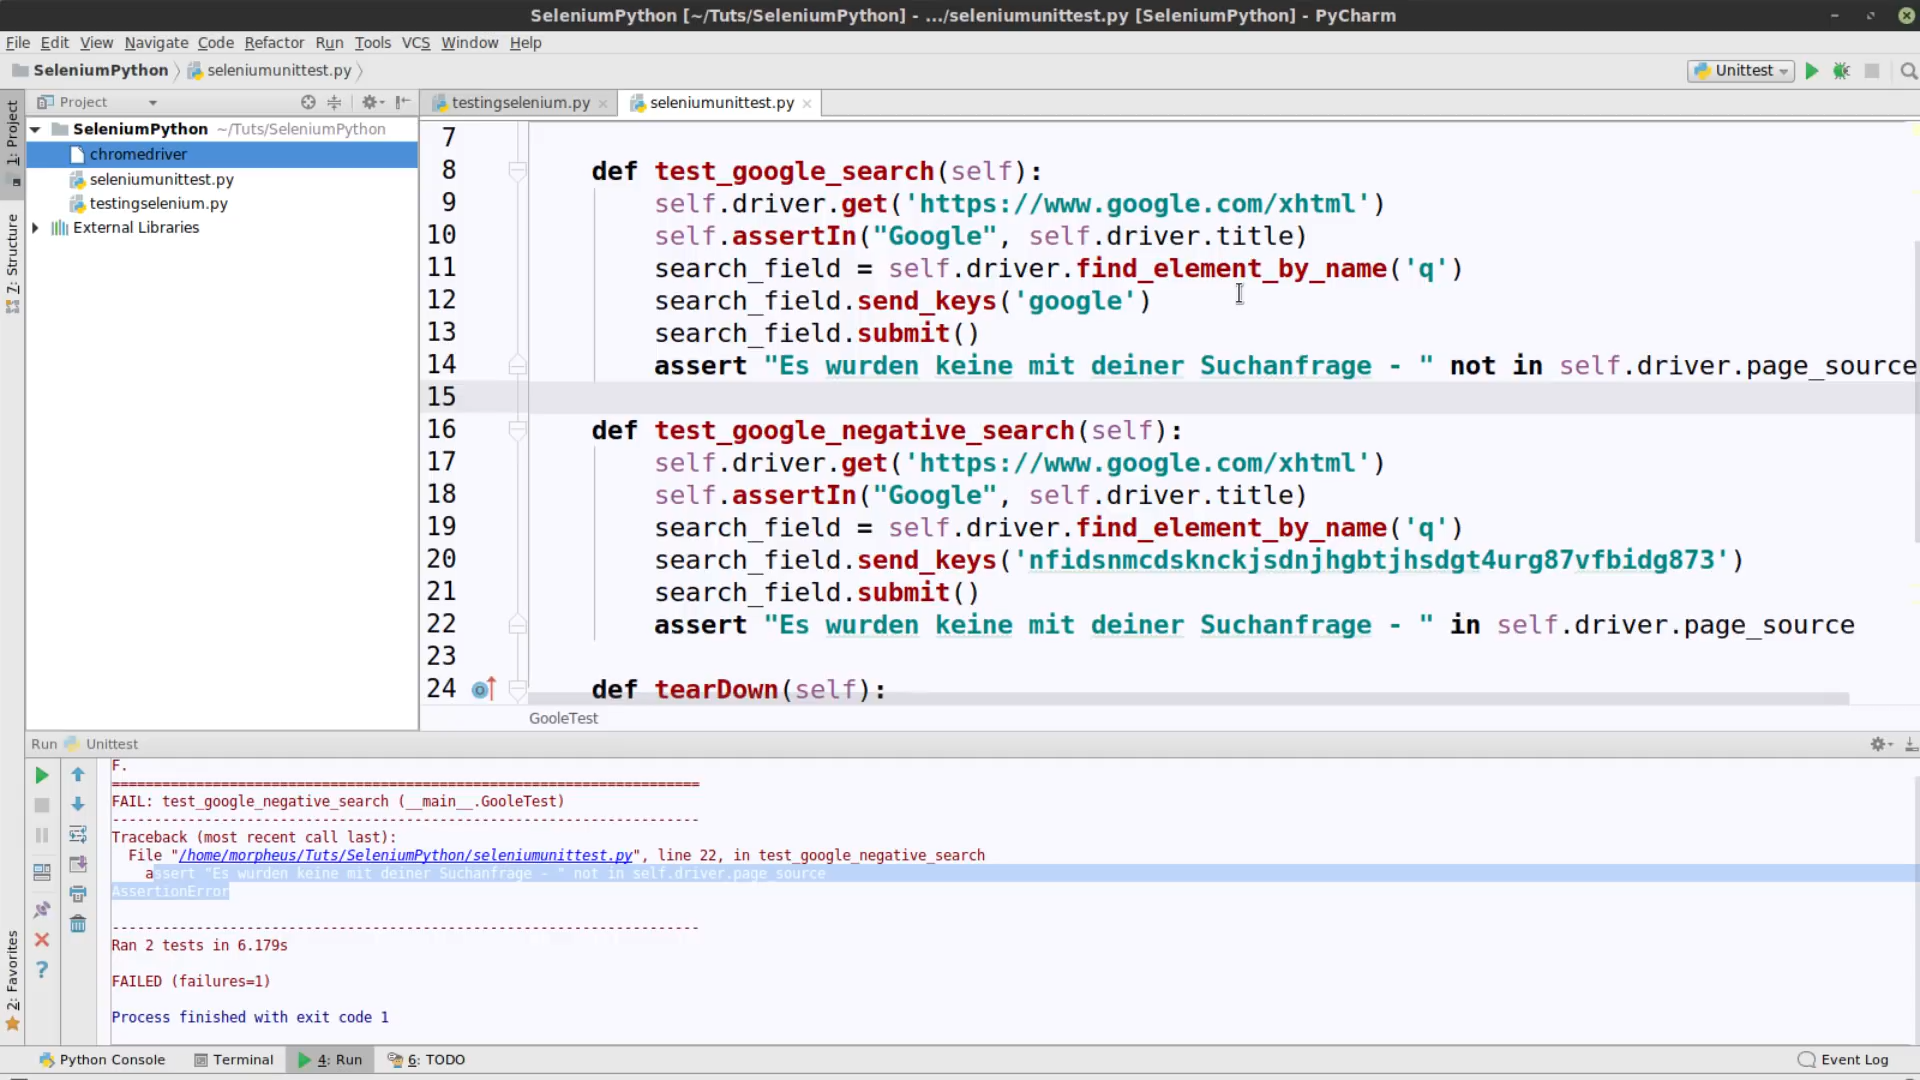 SeleniumPython [~/Tuts/SeleniumPython] - .../seleniumunittest.py [SeleniumPython] - PyCharm
File Edit View Navigate Code Refactor Run Tools VCS Window Help
SeleniumPython seleniumunittest.py
Unittest
Project
testingselenium.py
seleniumunittest.py
1: Project
7: Structure
2: Favorites
SeleniumPython ~/Tuts/SeleniumPython
chromedriver
seleniumunittest.py
testingselenium.py
External Libraries
7
8 def test_google_search(self):
9 self.driver.get('https://www.google.com/xhtml')
10 self.assertIn("Google", self.driver.title)
11 search_field = self.driver.find_element_by_name('q')
12 search_field.send_keys('google')
13 search_field.submit()
14 assert "Es wurden keine mit deiner Suchanfrage - " not in self.driver.page_source
15
16 def test_google_negative_search(self):
17 self.driver.get('https://www.google.com/xhtml')
18 self.assertIn("Google", self.driver.title)
19 search_field = self.driver.find_element_by_name('q')
20 search_field.send_keys('nfidsnmcdsknckjsdnjhgbtjhsdgt4urg87vfbidg873')
21 search_field.submit()
22 assert "Es wurden keine mit deiner Suchanfrage - " in self.driver.page_source
23
24 def tearDown(self):
GooleTest
Run Unittest
F.
======================================================================
FAIL: test_google_negative_search (__main__.GooleTest)
----------------------------------------------------------------------
Traceback (most recent call last):
File "/home/morpheus/Tuts/SeleniumPython/seleniumunittest.py", line 22, in test_google_negative_search
assert "Es wurden keine mit deiner Suchanfrage - " not in self.driver.page_source
AssertionError
----------------------------------------------------------------------
Ran 2 tests in 6.179s
FAILED (failures=1)
Process finished with exit code 1
Python Console Terminal 4: Run 6: TODO Event Log